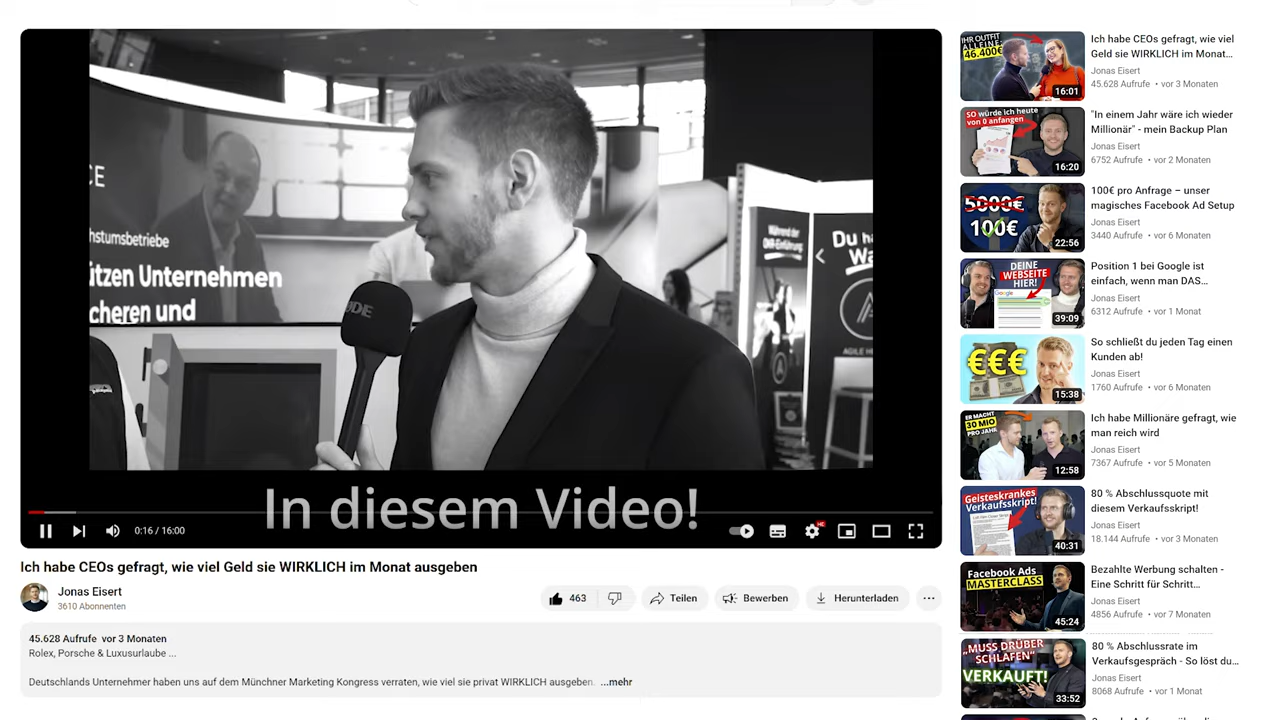 CE
hstumsbetriebe
ützen Unternehmen
cheren und
Während der
OKR-Einführung:
Du ha
Wa
AGILE H
In diesem Video!
0:16 / 16:00
HD
Ich habe CEOs gefragt, wie viel Geld sie WIRKLICH im Monat ausgeben
Jonas Eisert
3610 Abonnenten
463
Teilen
Bewerben
Herunterladen
45.628 Aufrufe vor 3 Monaten
Rolex, Porsche & Luxusurlaube ...
Deutschlands Unternehmer haben uns auf dem Münchner Marketing Kongress verraten, wie viel sie privat WIRKLICH ausgeben. ...mehr
IHR OUTFIT
ALLEINE:
46.400€
16:01
Ich habe CEOs gefragt, wie viel
Geld sie WIRKLICH im Monat...
Jonas Eisert
45.628 Aufrufe • vor 3 Monaten
SO würde ich heute
von 0 anfangen
16:20
"In einem Jahr wäre ich wieder
Millionär" - mein Backup Plan
Jonas Eisert
6752 Aufrufe • vor 2 Monaten
5000€
100€
22:56
100€ pro Anfrage – unser
magisches Facebook Ad Setup
Jonas Eisert
3440 Aufrufe • vor 6 Monaten
DEINE
WEBSEITE
HIER!
Google
39:09
Position 1 bei Google ist
einfach, wenn man DAS...
Jonas Eisert
6312 Aufrufe • vor 1 Monat
€€€
15:38
So schließt du jeden Tag einen
Kunden ab!
Jonas Eisert
1760 Aufrufe • vor 6 Monaten
ER MACHT
30 MIO
PRO JAHR
12:58
Ich habe Millionäre gefragt, wie
man reich wird
Jonas Eisert
7367 Aufrufe • vor 5 Monaten
Geisteskrankes
Verkaufsskript!
40:31
80 % Abschlussquote mit
diesem Verkaufsskript!
Jonas Eisert
18.144 Aufrufe • vor 3 Monaten
Facebook Ads
MASTERCLASS
45:24
Bezahlte Werbung schalten -
Eine Schritt für Schritt...
Jonas Eisert
4856 Aufrufe • vor 7 Monaten
„MUSS DRÜBER
SCHLAFEN"
VERKAUFT!
33:52
80 % Abschlussrate im
Verkaufsgespräch - So löst du...
Jonas Eisert
8068 Aufrufe • vor 1 Monat